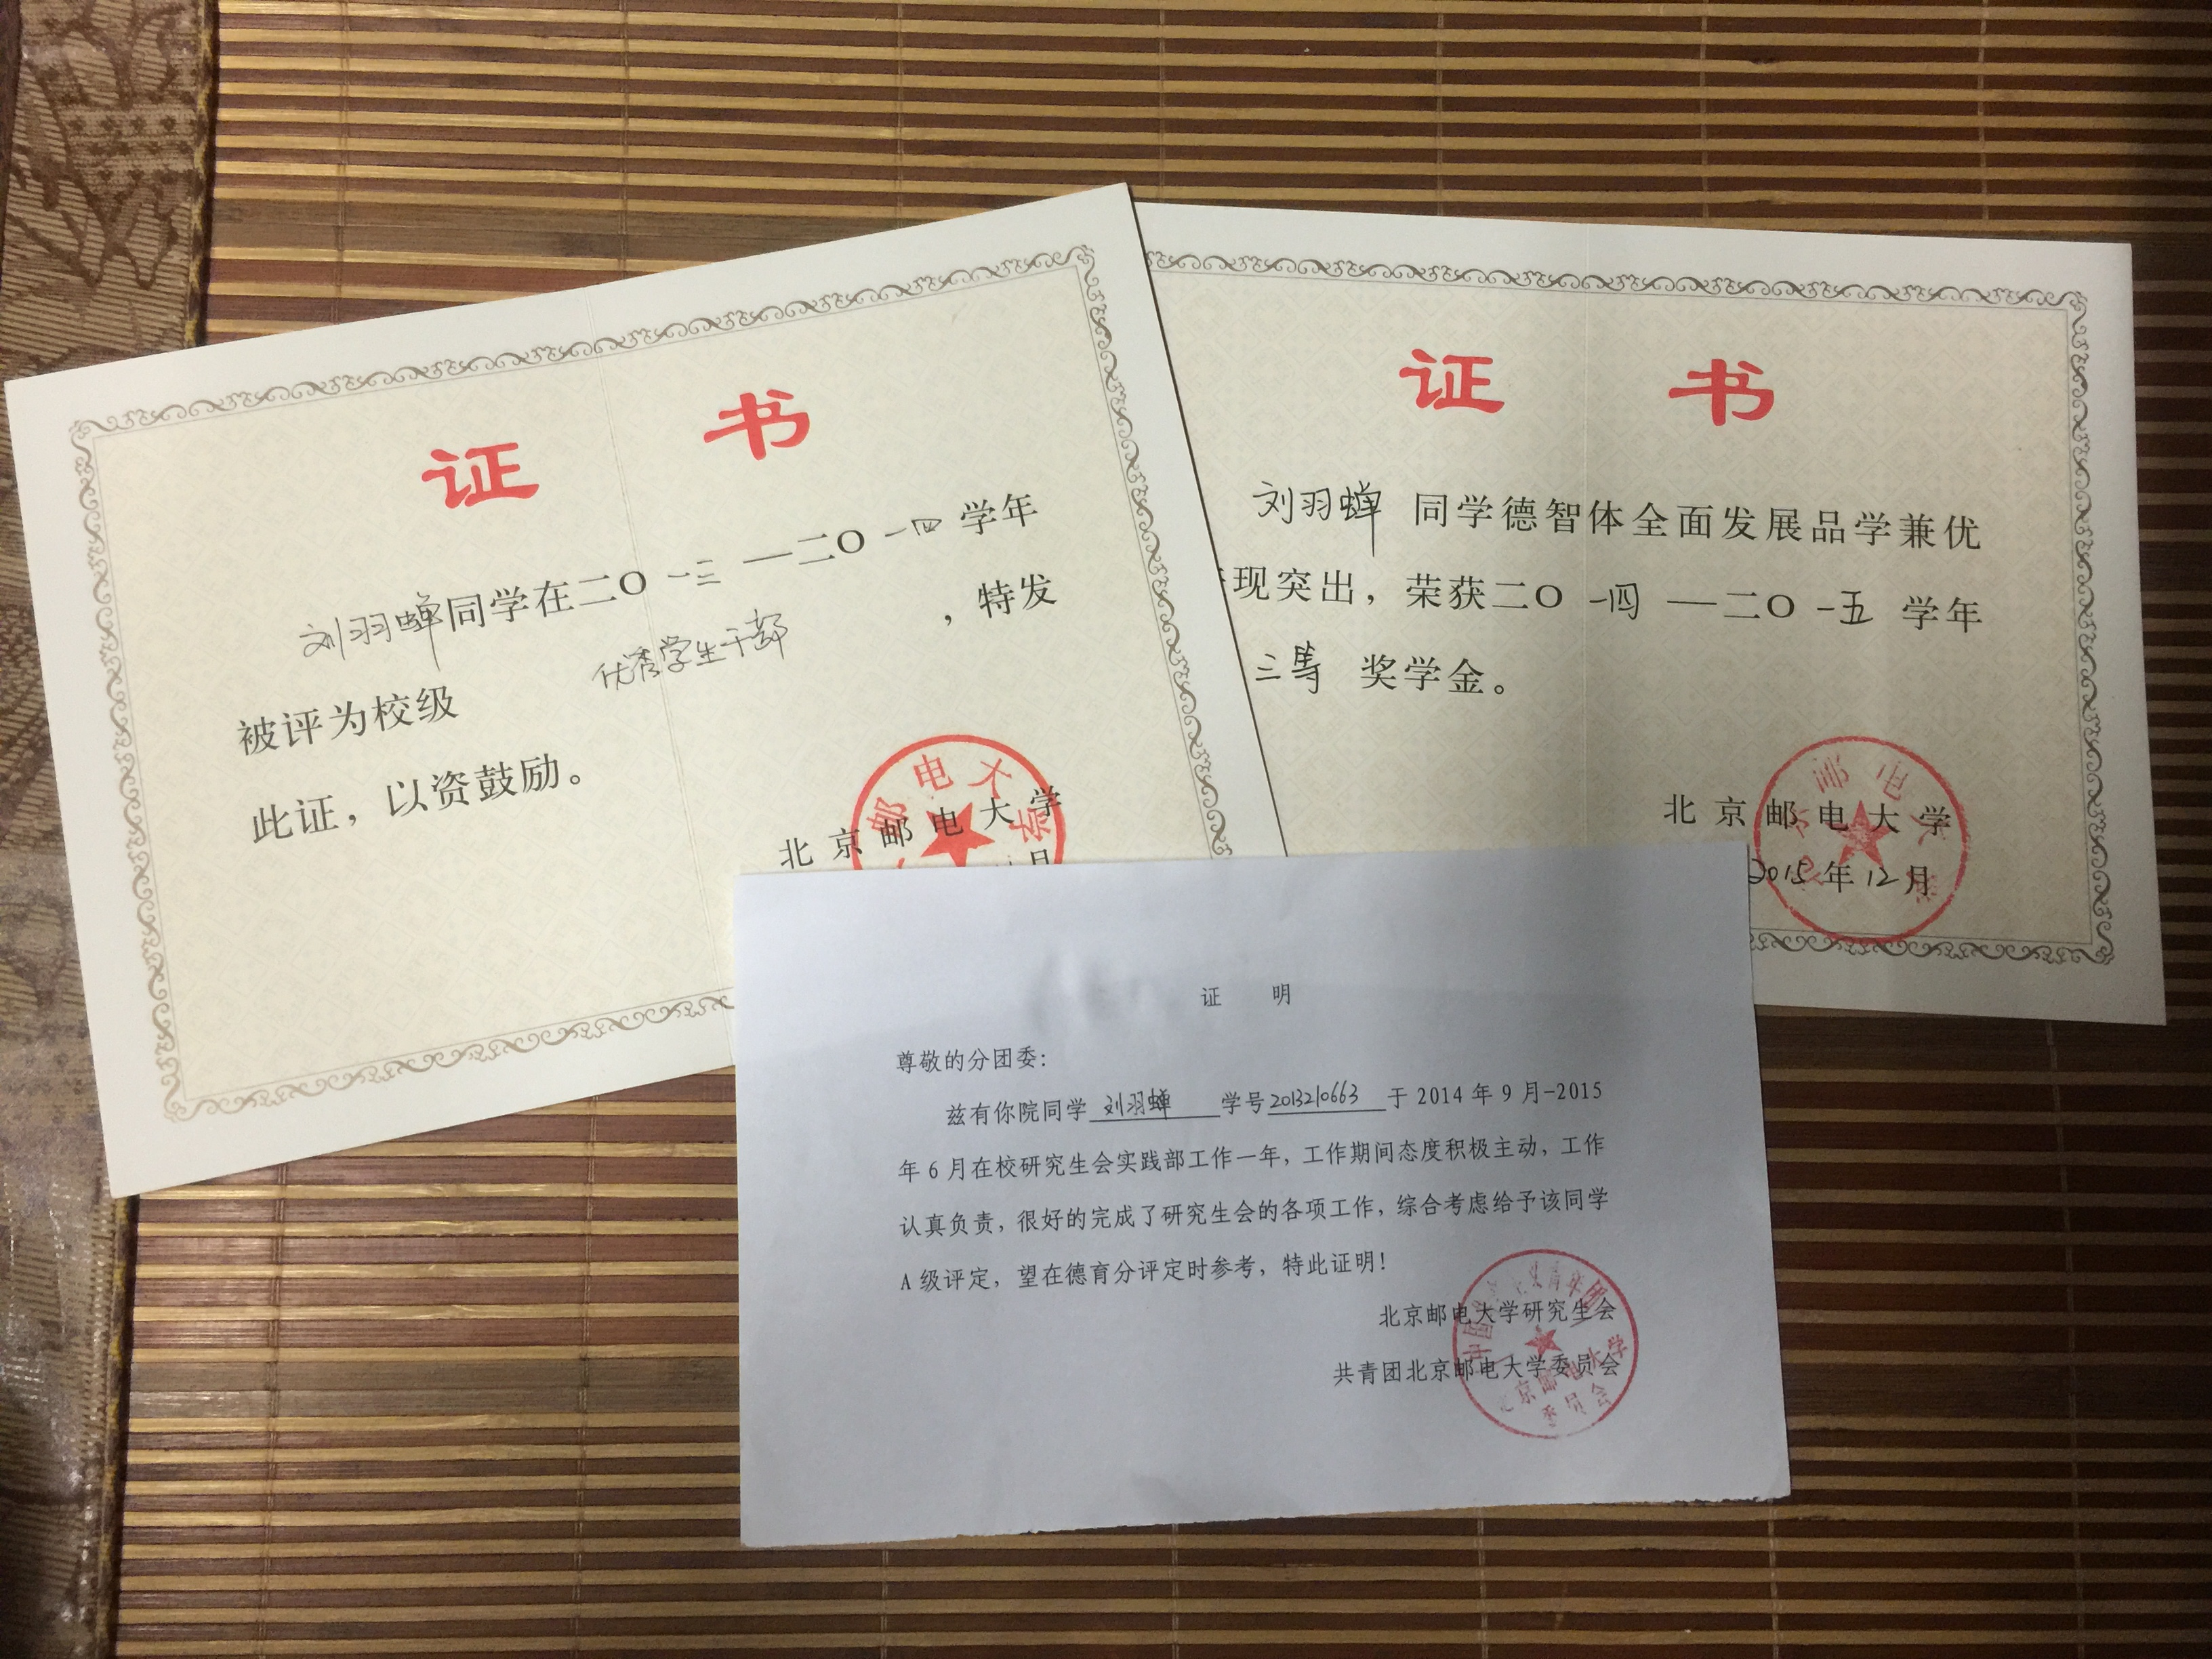 证 书
刘羽蝉同学在二〇一三—二〇一四学年
被评为校级 优秀学生干部 ，特发
此证，以资鼓励。
北京邮电大学
月
邮电大学
证 书
刘羽蝉 同学德智体全面发展品学兼优
现突出，荣获二〇一四—二〇一五学年
三等 奖学金。
北京邮电大学
2015年12月
京邮电大学
证 明
尊敬的分团委：
兹有你院同学 刘羽蝉 学号 2013210663 于 2014 年 9 月-2015
年 6 月在校研究生会实践部工作一年，工作期间态度积极主动，工作
认真负责，很好的完成了研究生会的各项工作，综合考虑给予该同学
A 级评定，望在德育分评定时参考，特此证明！
北京邮电大学研究生会
共青团北京邮电大学委员会
北京邮电大学
委员会